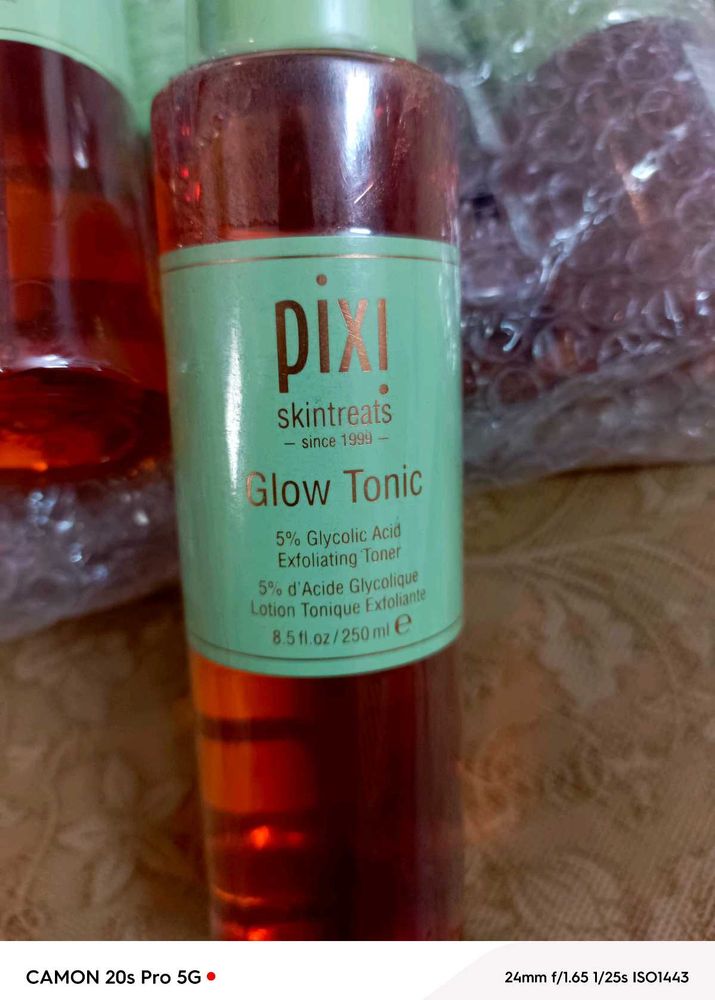 pixi
skintreats
– since 1999 –
Glow Tonic
5% Glycolic Acid
Exfoliating Toner
5% d'Acide Glycolique
Lotion Tonique Exfoliante
8.5 fl.oz / 250 ml ℮
CAMON 20s Pro 5G
24mm f/1.65 1/25s ISO1443